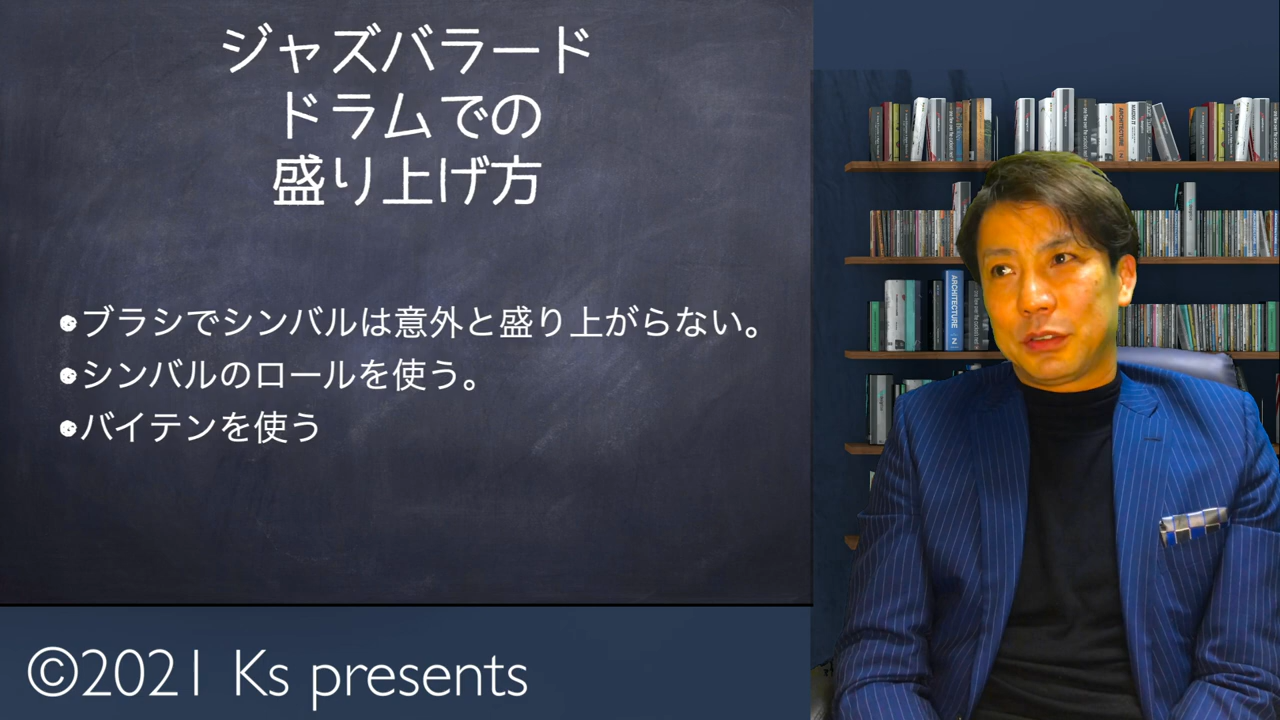 ジャズバラード
ドラムでの
盛り上げ方
•ブラシでシンバルは意外と盛り上がらない。
•シンバルのロールを使う。
•バイテンを使う
ARCHITECTURE
ARCHITECTURE 2
©2021 Ks presents